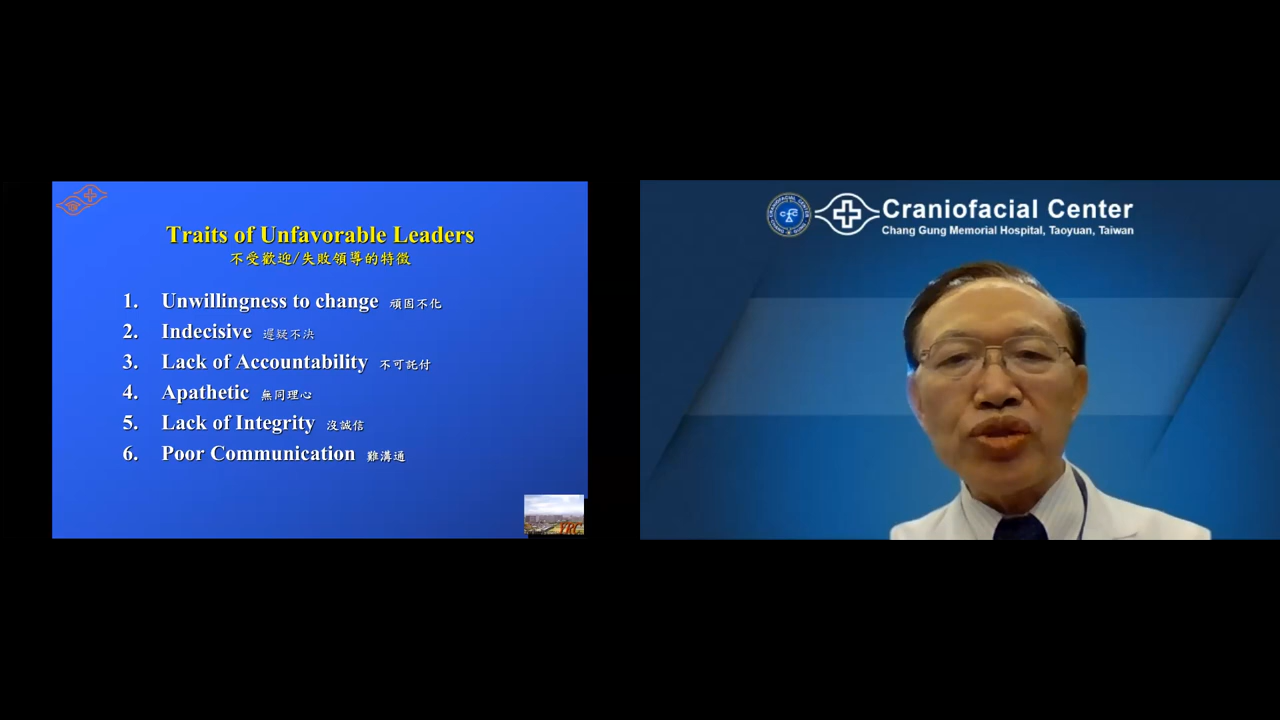 Traits of Unfavorable Leaders
不受歡迎/失敗領導的特徵
1. Unwillingness to change 頑固不化
2. Indecisive 遲疑不決
3. Lack of Accountability 不可託付
4. Apathetic 無同理心
5. Lack of Integrity 沒誠信
6. Poor Communication 難溝通
YRC
Craniofacial Center
Chang Gung Memorial Hospital, Taoyuan, Taiwan